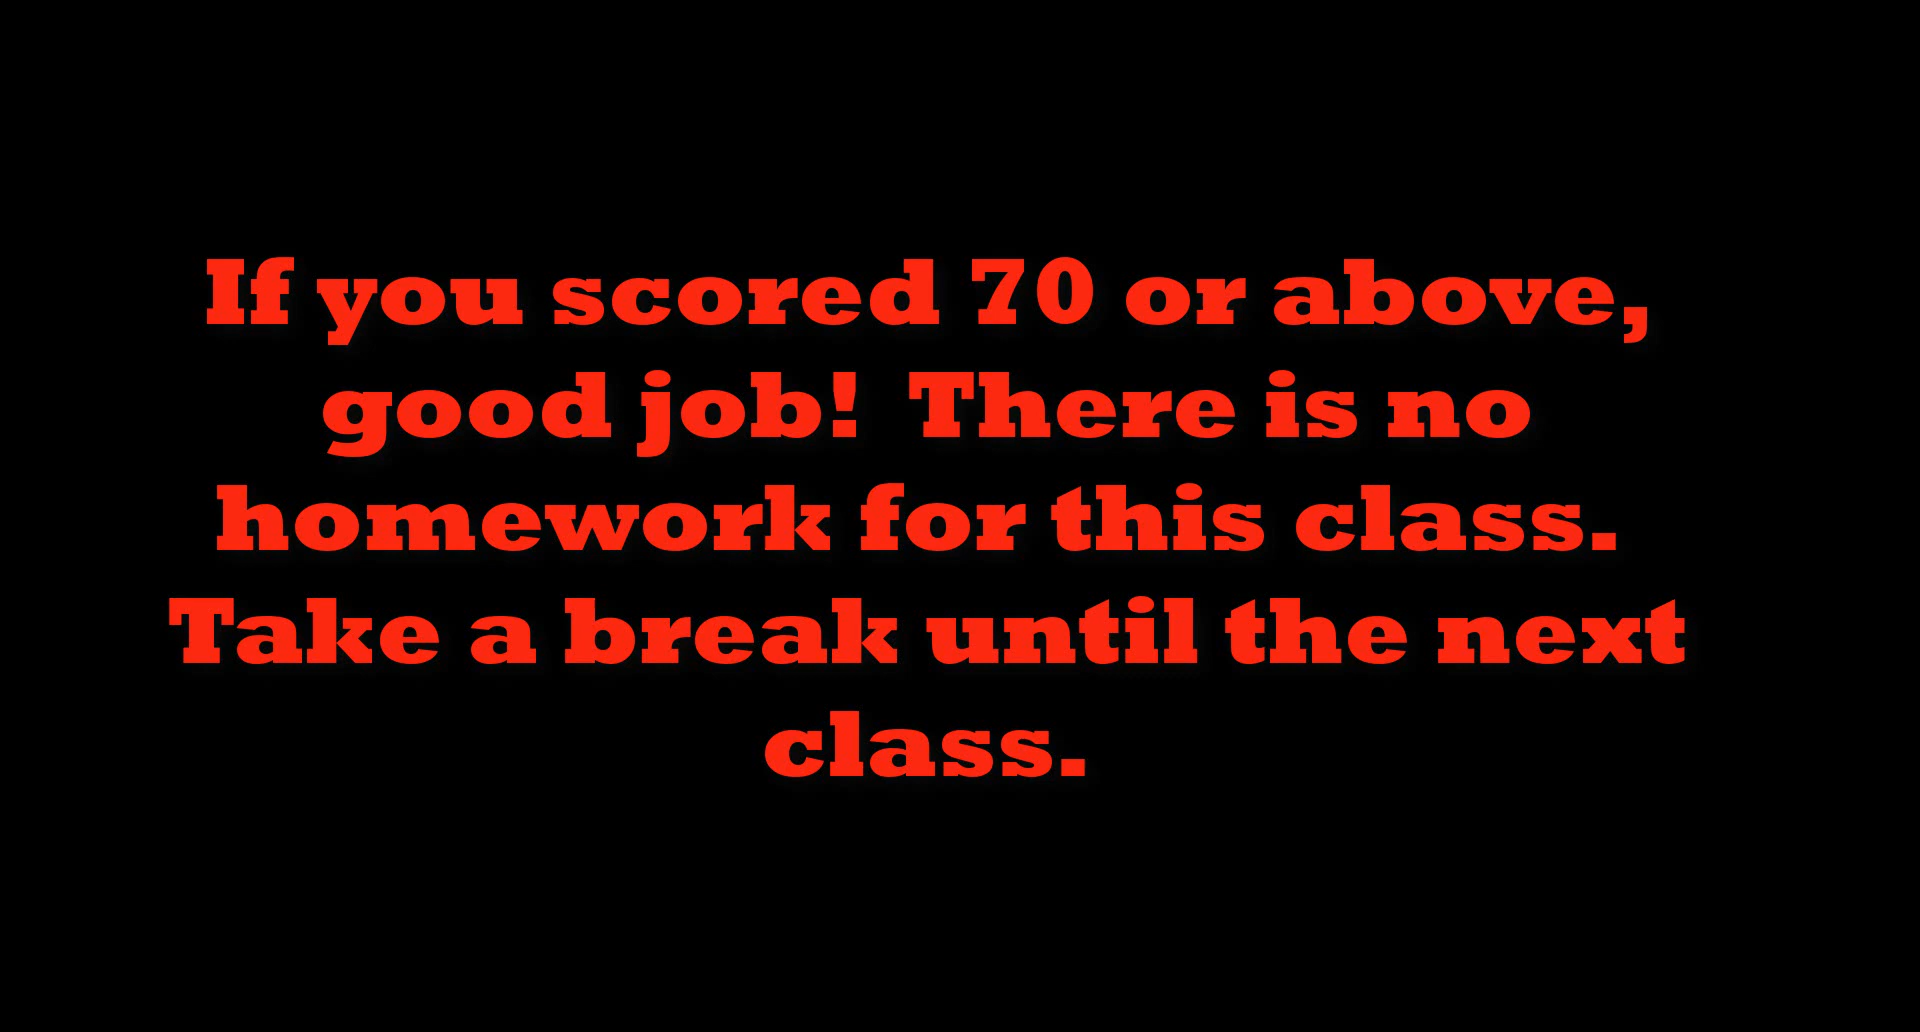 If you scored 70 or above,
good job!  There is no
homework for this class.
Take a break until the next
class.